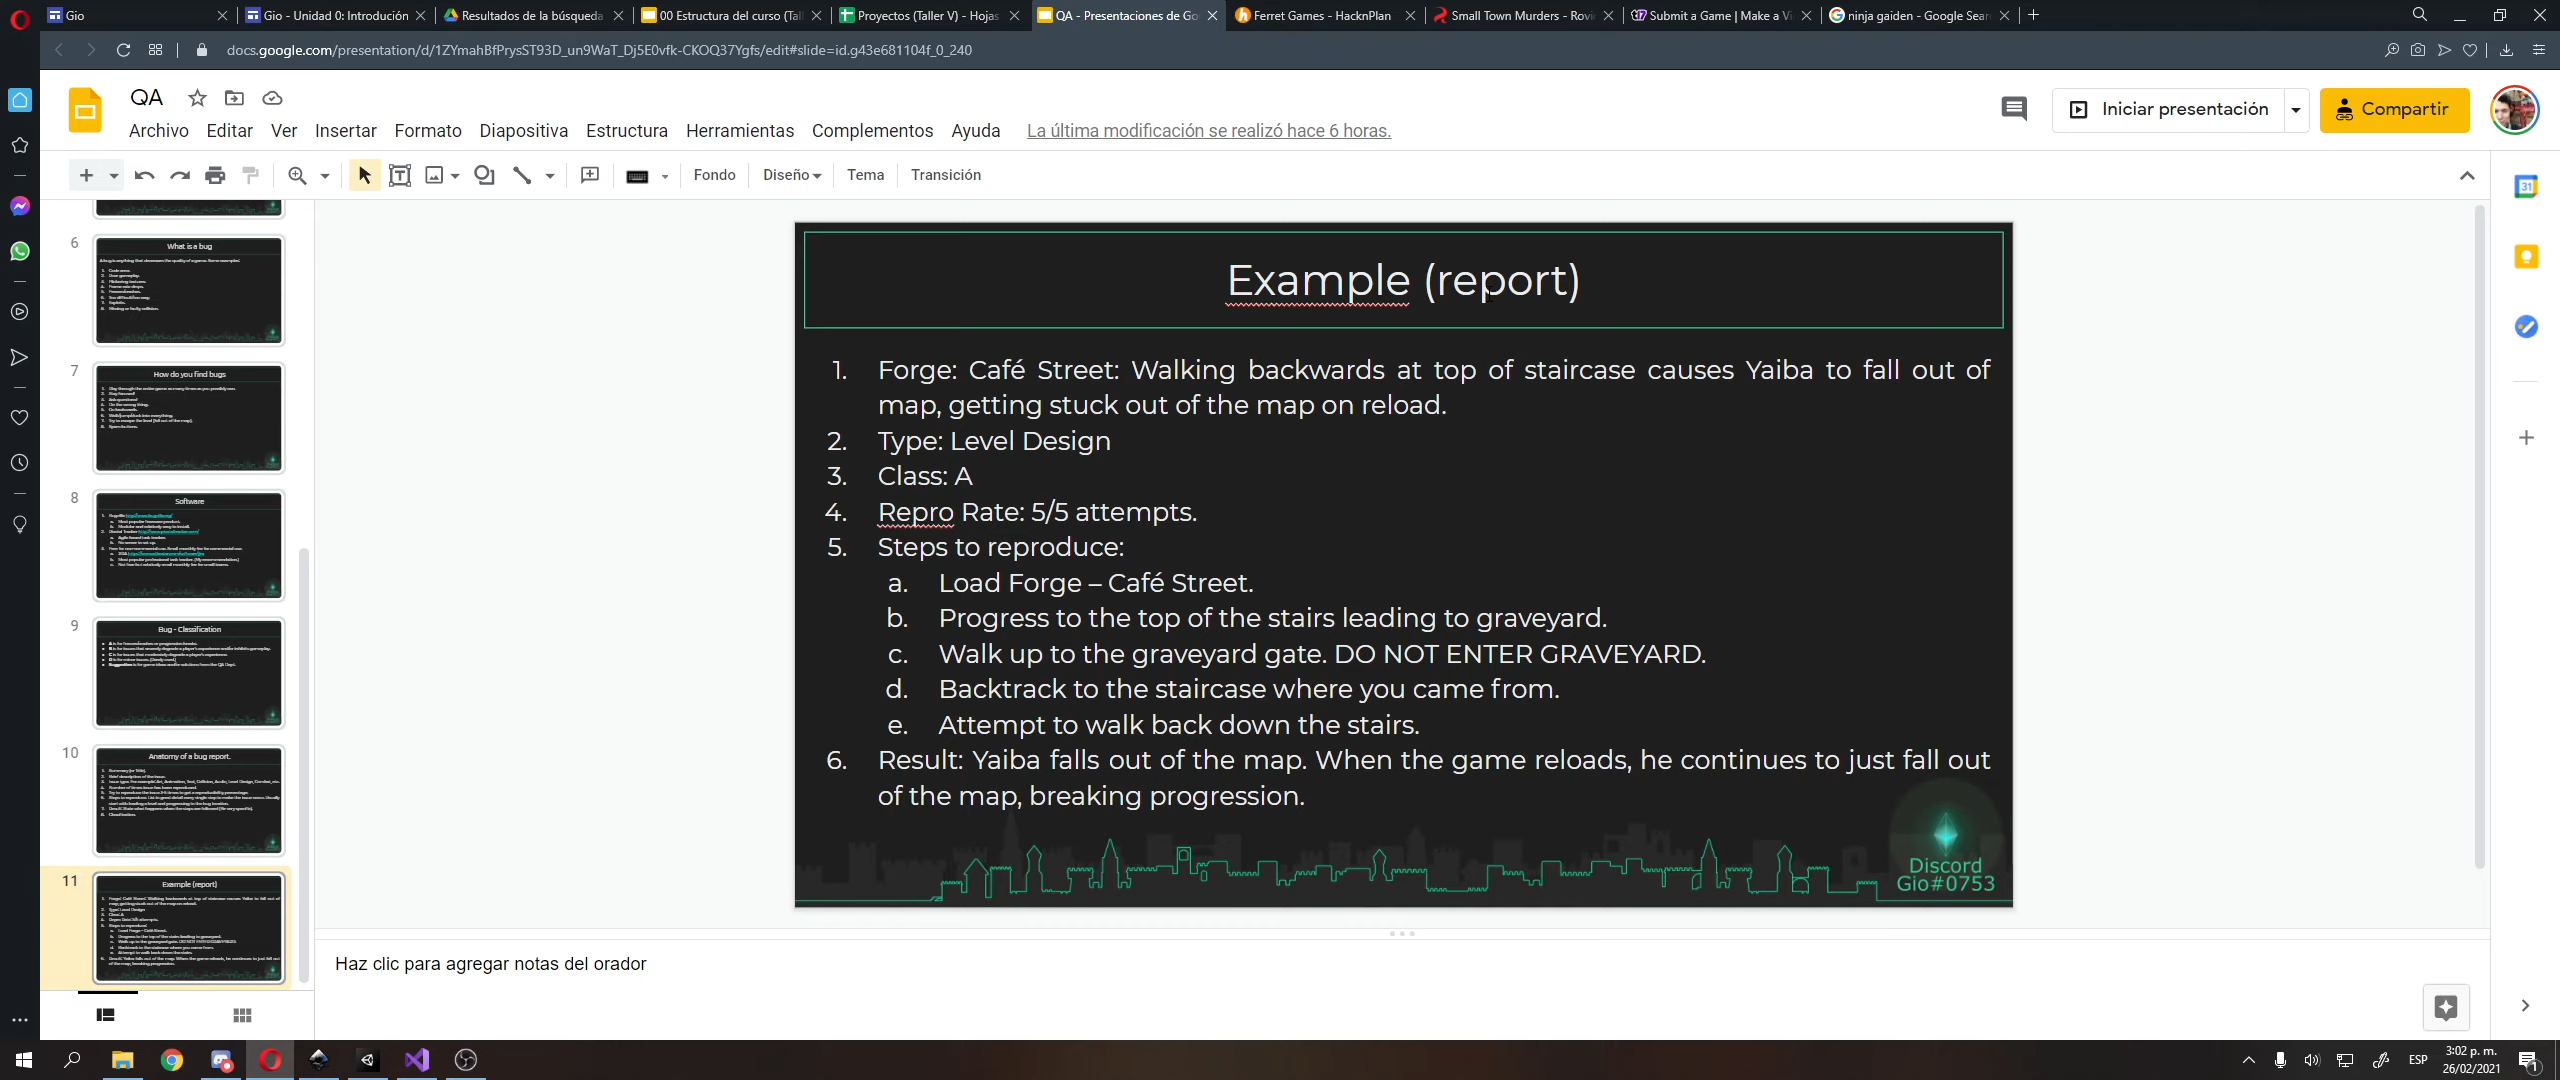 Gio
Gio - Unidad 0: Introdución
Resultados de la búsqueda
00 Estructura del curso (Tall
Proyectos (Taller V) - Hojas
QA - Presentaciones de Go
Ferret Games - HacknPlan
Small Town Murders - Rovi
Submit a Game | Make a Vi
ninja gaiden - Google Sear
docs.google.com/presentation/d/1ZYmahBfPrysST93D_un9WaT_Dj5E0vfk-CKOQ37Ygfs/edit#slide=id.g43e681104f_0_240
QA
Iniciar presentación
Compartir
Archivo Editar Ver Insertar Formato Diapositiva Estructura Herramientas Complementos Ayuda La última modificación se realizó hace 6 horas.
Fondo Diseño Tema Transición
31
6
What is a bug
7
How do you find bugs
8
Software
9
Bug - Classification
10
Anatomy of a bug report.
11
Example (report)
Example (report)
1. Forge: Café Street: Walking backwards at top of staircase causes Yaiba to fall out of
map, getting stuck out of the map on reload.
2. Type: Level Design
3. Class: A
4. Repro Rate: 5/5 attempts.
5. Steps to reproduce:
a. Load Forge – Café Street.
b. Progress to the top of the stairs leading to graveyard.
c. Walk up to the graveyard gate. DO NOT ENTER GRAVEYARD.
d. Backtrack to the staircase where you came from.
e. Attempt to walk back down the stairs.
6. Result: Yaiba falls out of the map. When the game reloads, he continues to just fall out
of the map, breaking progression.
Discord
Gio#0753
Haz clic para agregar notas del orador
ESP
3:02 p. m.
26/02/2021
1